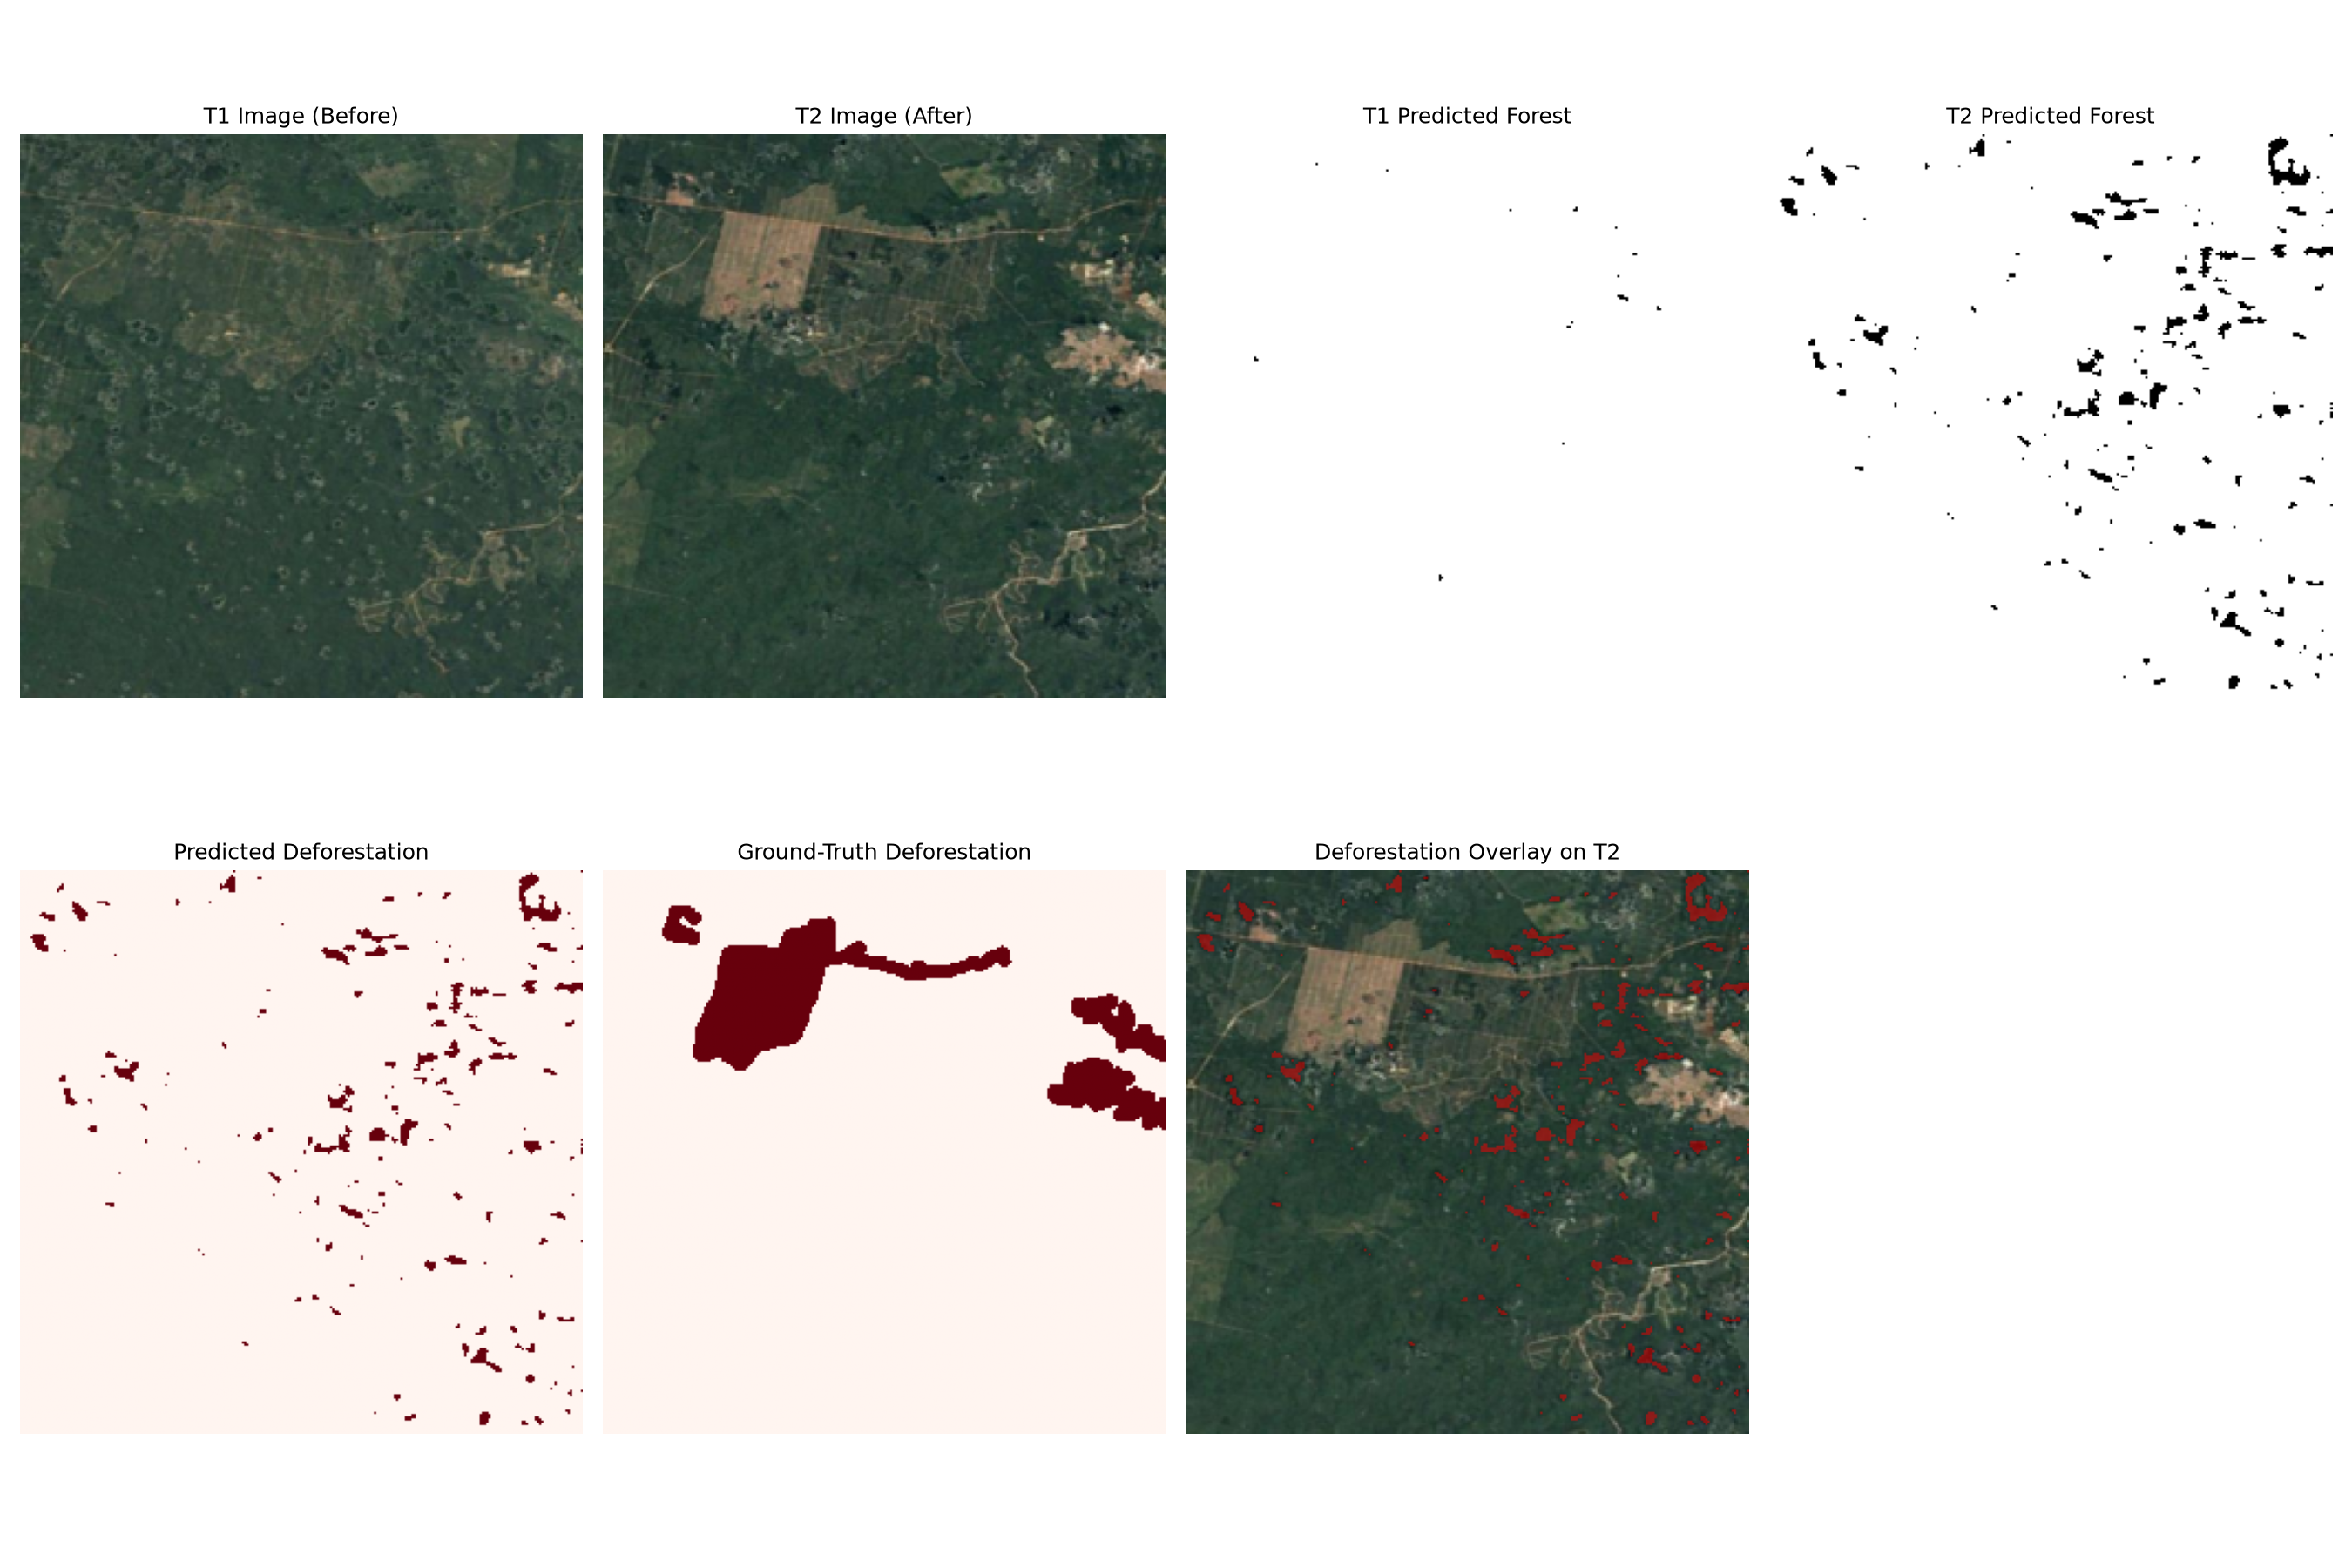 T1 Image (Before)
T2 Image (After)
T1 Predicted Forest
T2 Predicted Forest
Predicted Deforestation
Ground-Truth Deforestation
Deforestation Overlay on T2